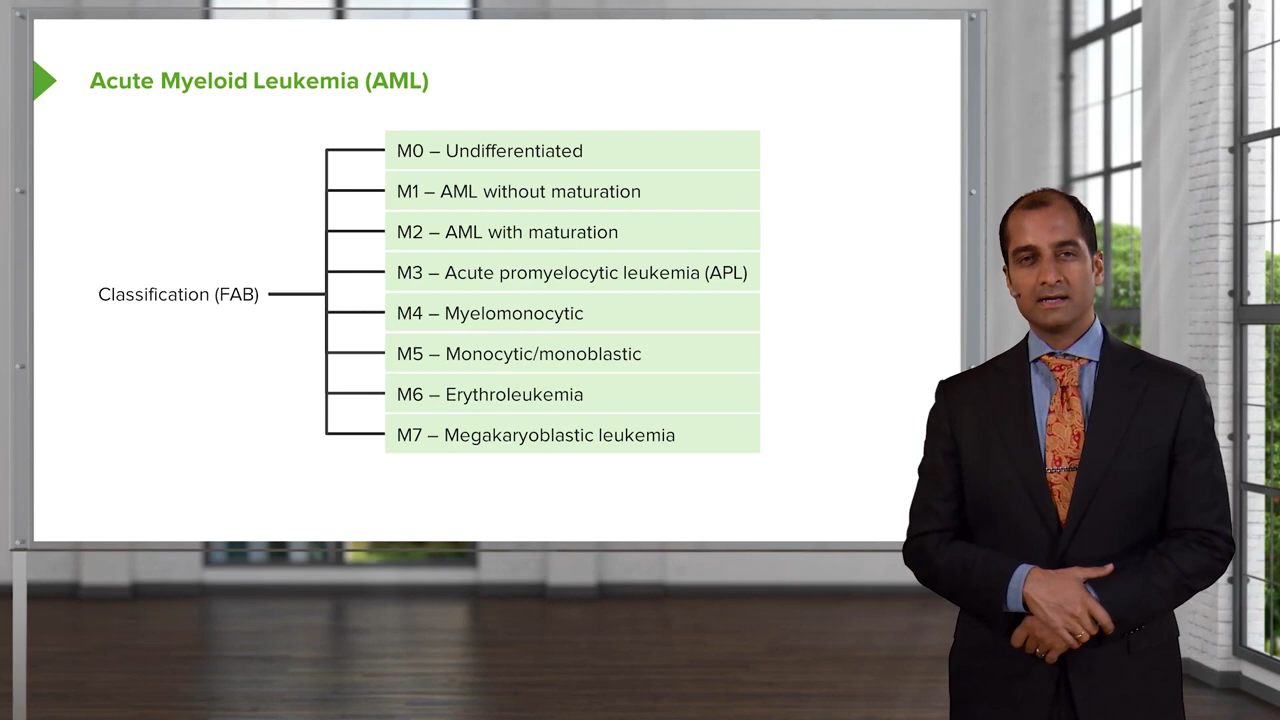 Acute Myeloid Leukemia (AML)
Classification (FAB)
M0 – Undifferentiated
M1 – AML without maturation
M2 – AML with maturation
M3 – Acute promyelocytic leukemia (APL)
M4 – Myelomonocytic
M5 – Monocytic/monoblastic
M6 – Erythroleukemia
M7 – Megakaryoblastic leukemia